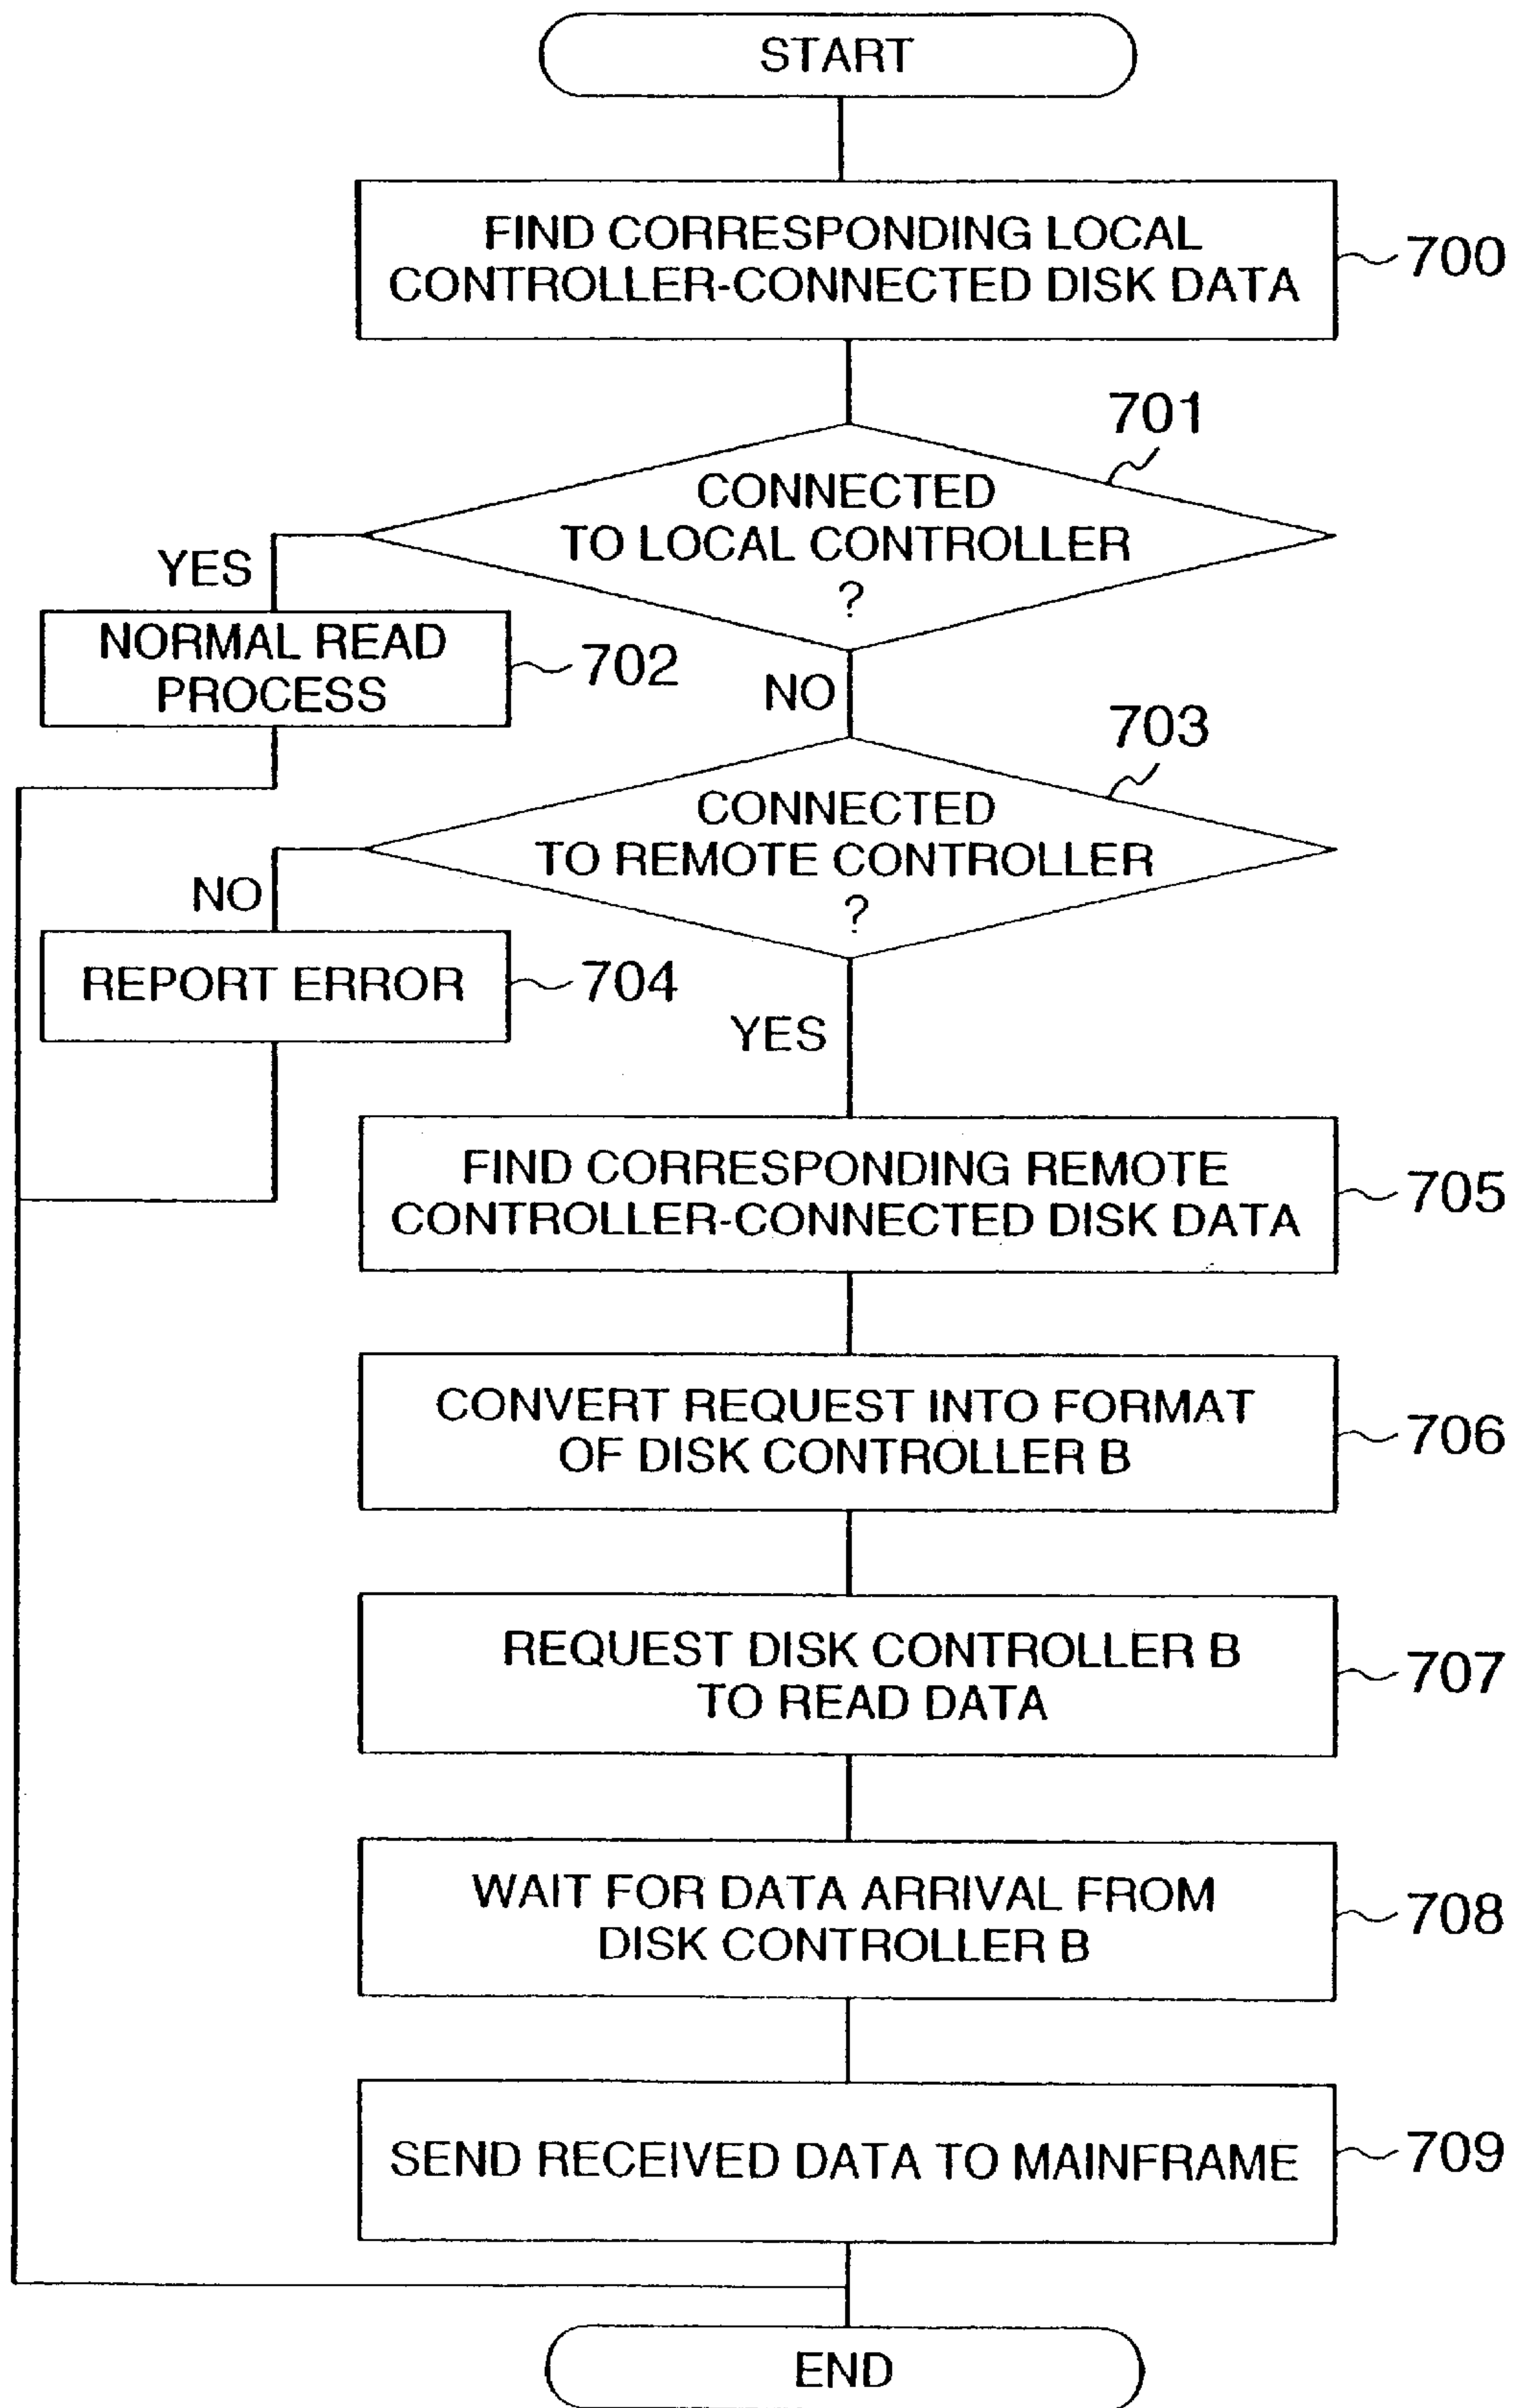 START
FIND CORRESPONDING LOCAL
CONTROLLER-CONNECTED DISK DATA
700
701
CONNECTED
TO LOCAL CONTROLLER
?
YES
NORMAL READ
PROCESS
702
NO
703
CONNECTED
TO REMOTE CONTROLLER
?
NO
REPORT ERROR
704
YES
FIND CORRESPONDING REMOTE
CONTROLLER-CONNECTED DISK DATA
705
CONVERT REQUEST INTO FORMAT
OF DISK CONTROLLER B
706
REQUEST DISK CONTROLLER B
TO READ DATA
707
WAIT FOR DATA ARRIVAL FROM
DISK CONTROLLER B
708
SEND RECEIVED DATA TO MAINFRAME
709
END